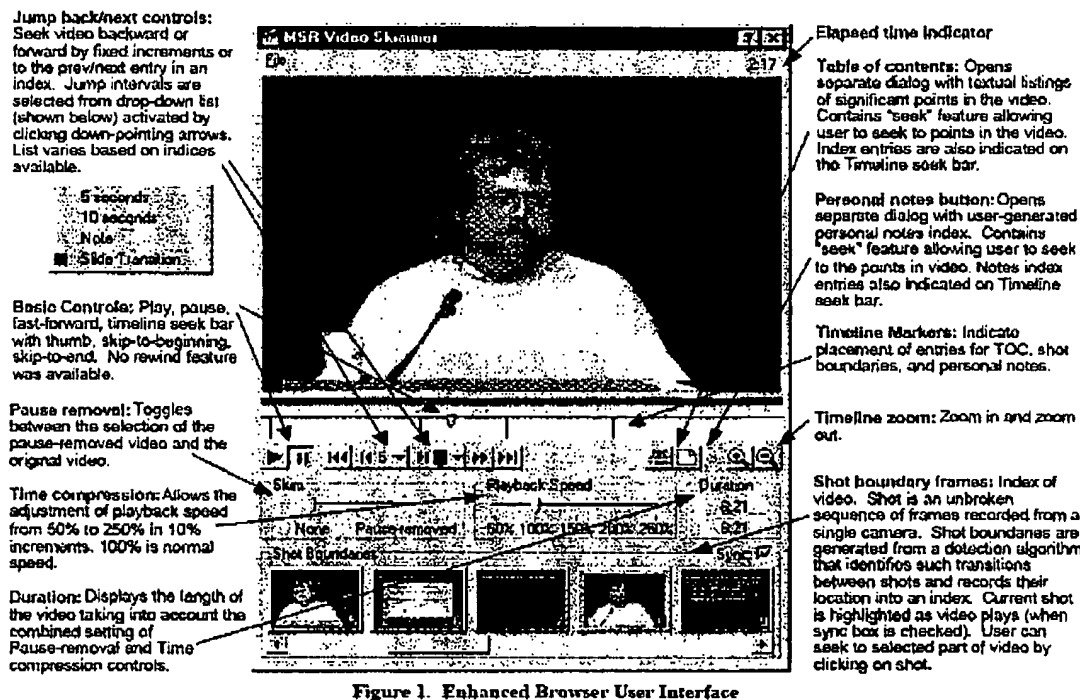 Jump back/next controls:
Seek video backward or
forward by fixed increments or
to the prev/next entry in an
index. Jump intervals are
selected from drop-down list
(shown below) activated by
clicking down-pointing arrows.
List varies based on indices
available.
5 seconds
10 seconds
Note
Slide Transition
Basic Controls: Play, pause,
fast-forward, timeline seek bar
with thumb, skip-to-beginning,
skip-to-end. No rewind feature
was available.
Pause removal: Toggles
between the selection of the
pause-removed video and the
original video.
Time compression: Allows the
adjustment of playback speed
from 50% to 250% in 10%
increments. 100% is normal
speed.
Duration: Displays the length of
the video taking into account the
combined setting of
Pause-removal and Time
compression controls.
MSR Video Skimmer
File
2:17
5
Skim
Playback Speed
Duration
None
Pause-removed
50% 100% 150% 200% 250%
8:21
8:21
Shot Boundaries
Sync
Elapsed time indicator
Table of contents: Opens
separate dialog with textual listings
of significant points in the video.
Contains "seek" feature allowing
user to seek to points in the video.
Index entries are also indicated on
the Timeline seek bar.
Personal notes button: Opens
separate dialog with user-generated
personal notes index. Contains
"seek" feature allowing user to seek
to the points in video. Notes index
entries also indicated on Timeline
seek bar.
Timeline Markers: Indicate
placement of entries for TOC, shot
boundaries, and personal notes.
Timeline zoom: Zoom in and zoom
out.
Shot boundary frames: Index of
video. Shot is an unbroken
sequence of frames recorded from a
single camera. Shot boundaries are
generated from a detection algorithm
that identifies such transitions
between shots and records their
location into an index. Current shot
is highlighted as video plays (when
sync box is checked). User can
seek to selected part of video by
clicking on shot.
Figure 1. Enhanced Browser User Interface